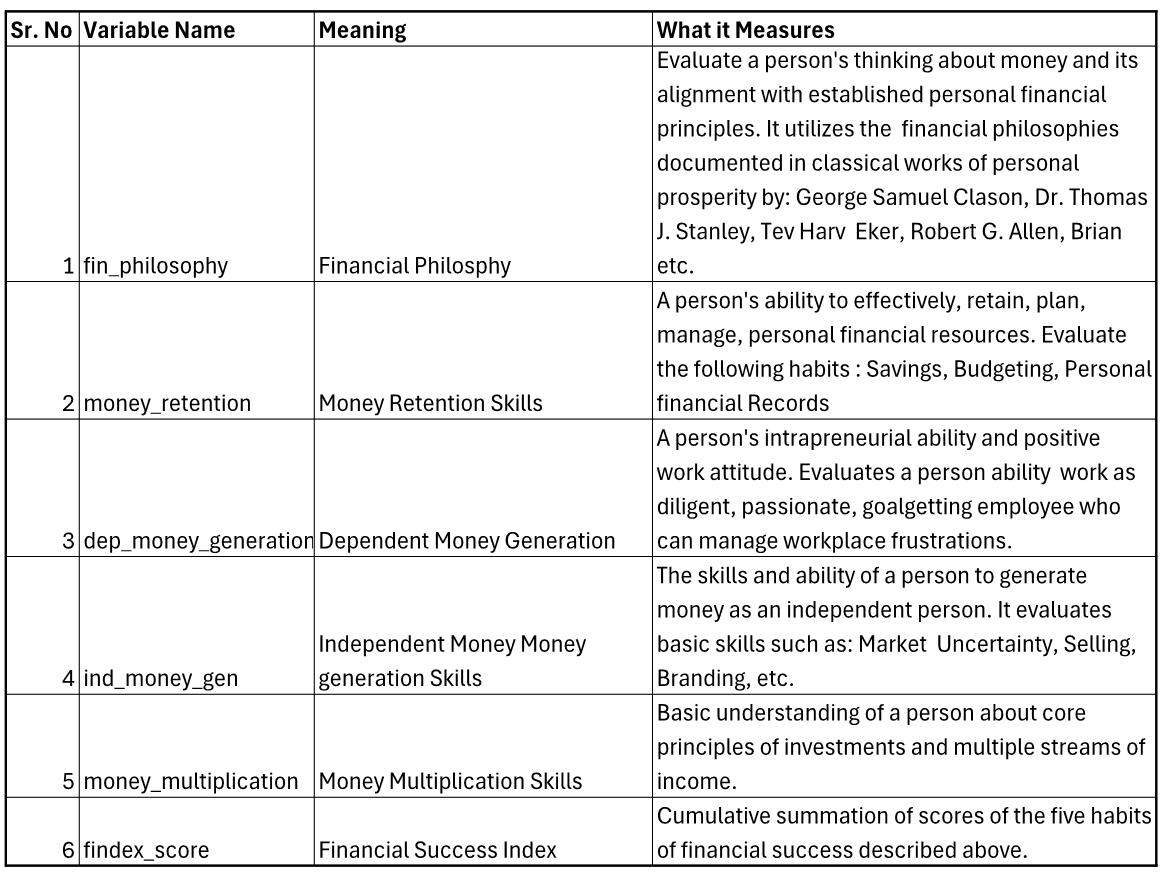 Sr. No Variable Name Meaning What it Measures
Evaluate a person's thinking about money and its
alignment with established personal financial
principles. It utilizes the financial philosophies
documented in classical works of personal
prosperity by: George Samuel Clason, Dr. Thomas
J. Stanley, Tev Harv Eker, Robert G. Allen, Brian
1 fin_philosophy Financial Philosphy etc.
A person's ability to effectively, retain, plan,
manage, personal financial resources. Evaluate
the following habits : Savings, Budgeting, Personal
2 money_retention Money Retention Skills financial Records
A person's intrapreneurial ability and positive
work attitude. Evaluates a person ability work as
diligent, passionate, goalgetting employee who
3 dep_money_generation Dependent Money Generation can manage workplace frustrations.
The skills and ability of a person to generate
money as an independent person. It evaluates
Independent Money Money basic skills such as: Market Uncertainty, Selling,
4 ind_money_gen generation Skills Branding, etc.
Basic understanding of a person about core
principles of investments and multiple streams of
5 money_multiplication Money Multiplication Skills income.
Cumulative summation of scores of the five habits
6 findex_score Financial Success Index of financial success described above.